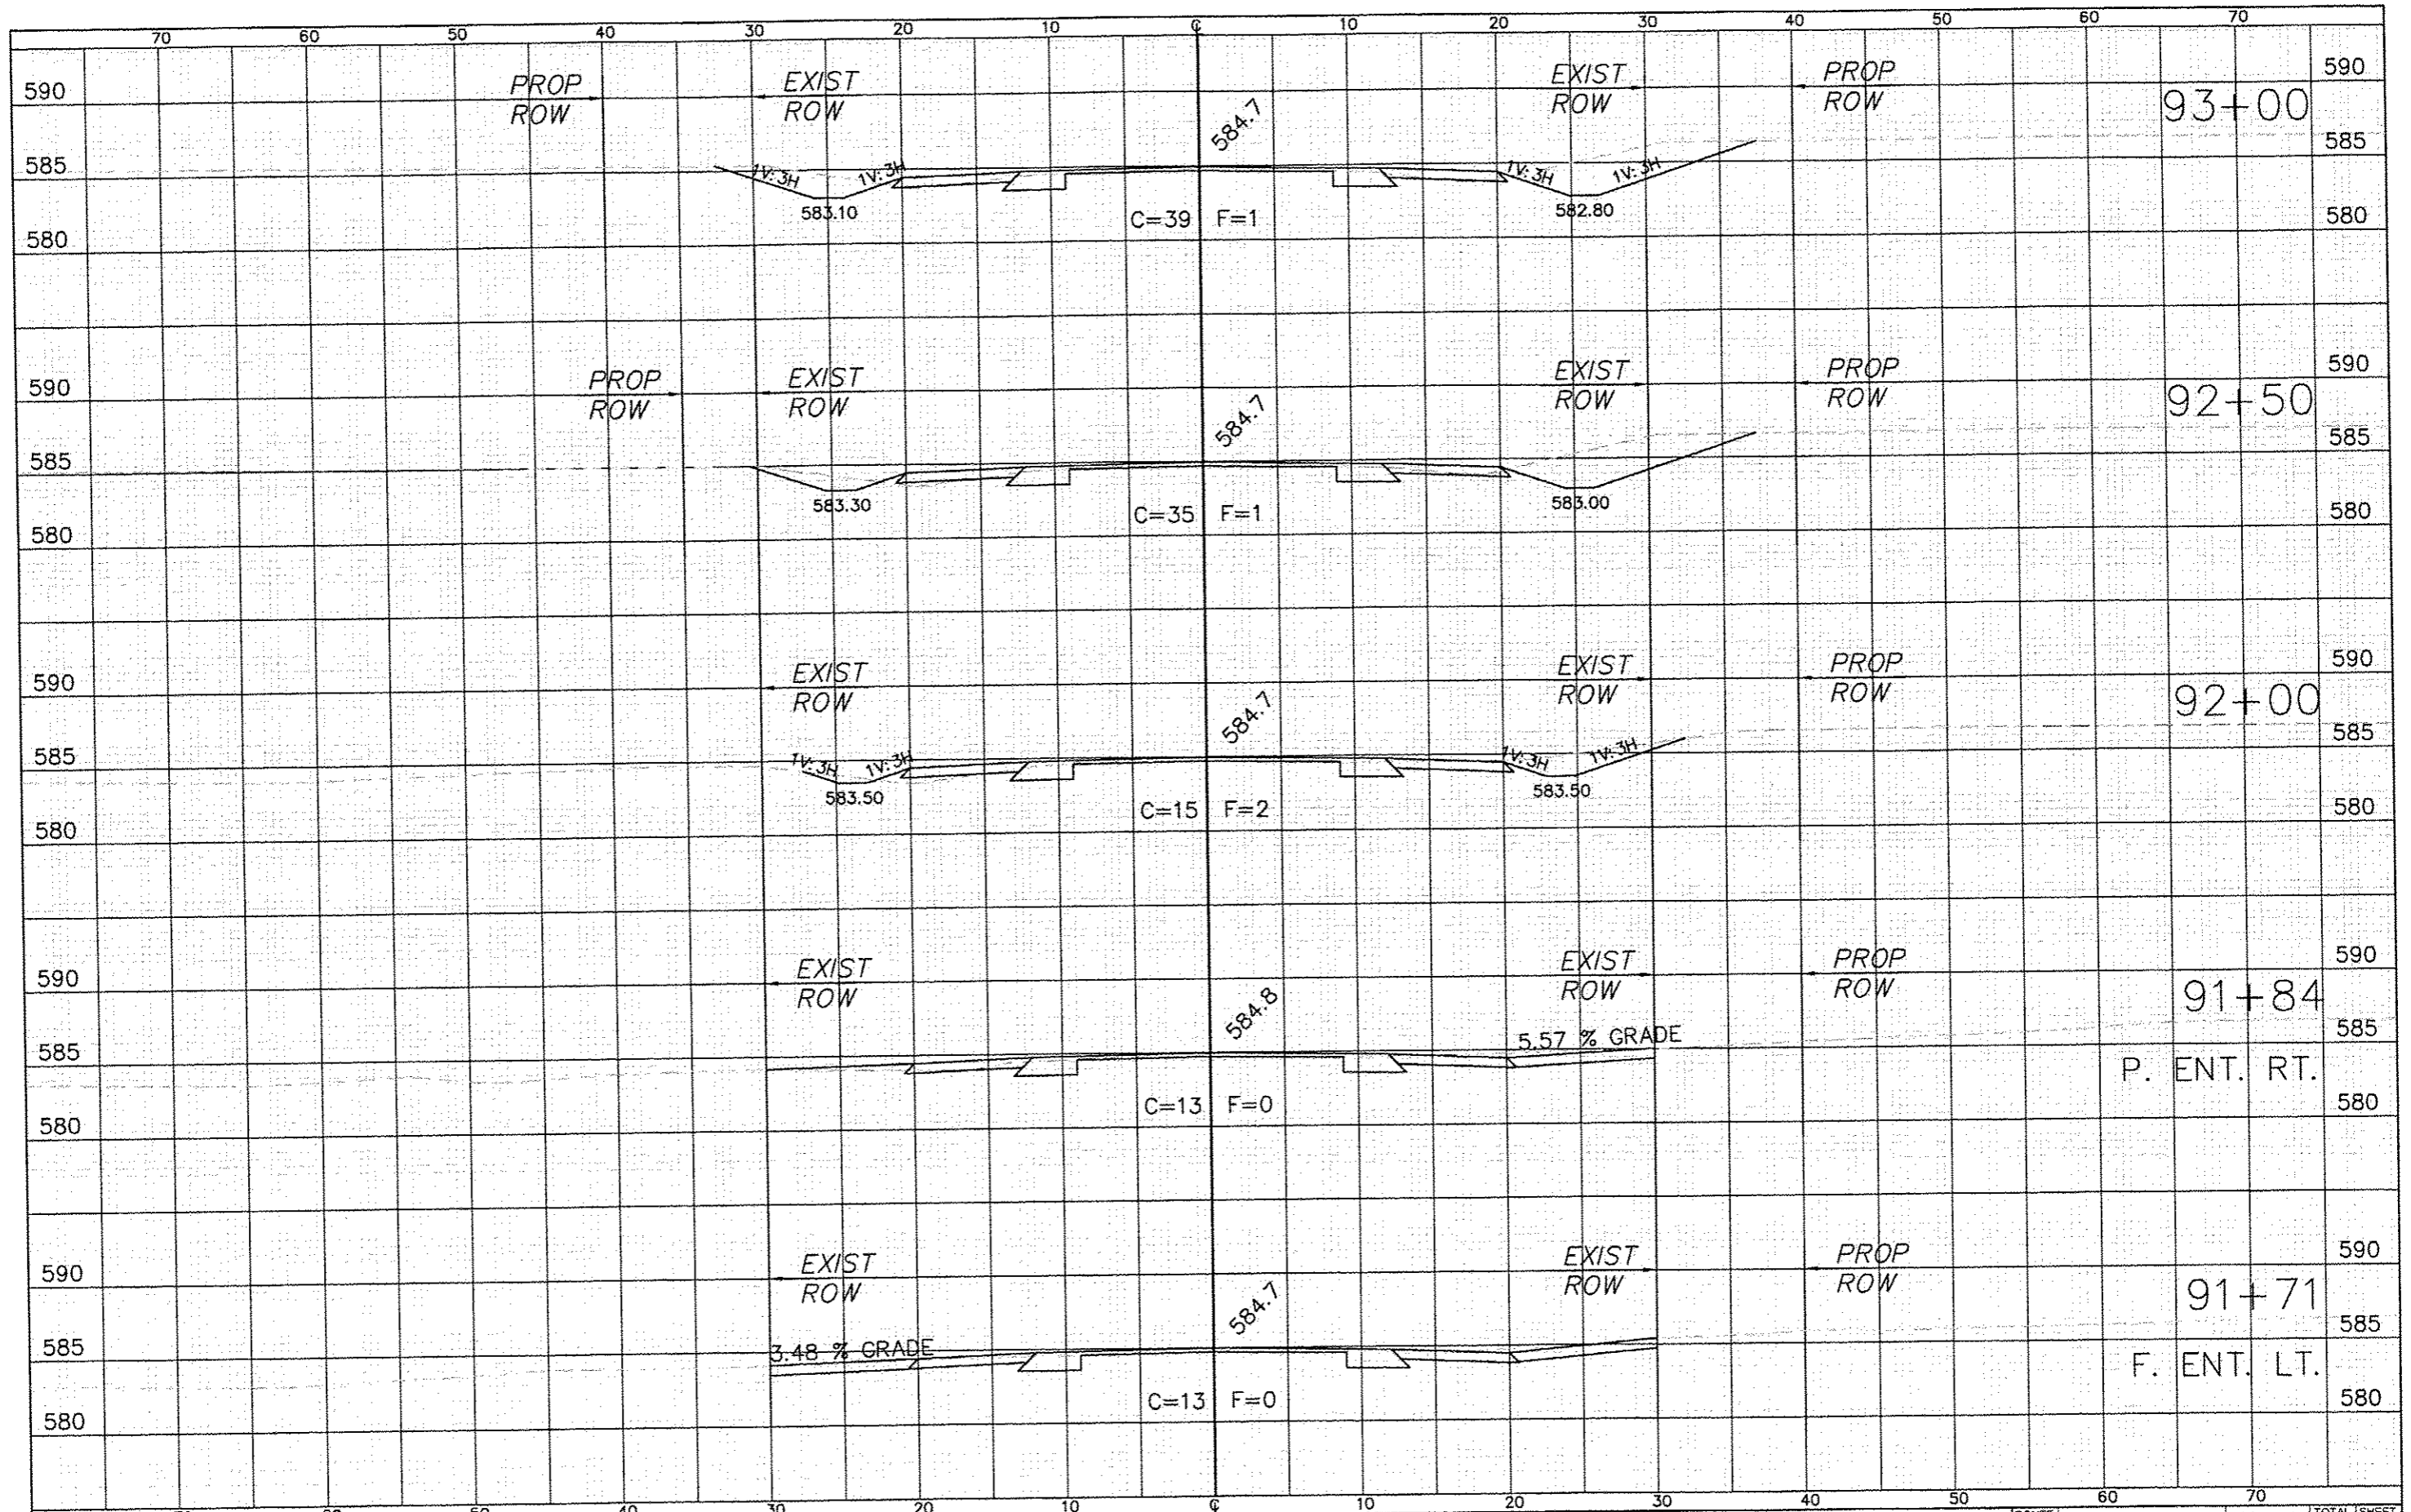 70 60 50 40 30 20 10 ℄ 10 20 30 40 50 60 70
590 PROP ROW EXIST ROW EXIST ROW PROP ROW 590
93+00
584.7
585 1V:3H 1V:3H 1V:3H 1V:3H 585
583.10 582.80
C=39 F=1
580 580
590 PROP ROW EXIST ROW EXIST ROW PROP ROW 590
92+50
584.7
585 585
583.30 583.00
C=35 F=1
580 580
590 EXIST ROW EXIST ROW PROP ROW 590
92+00
584.7
585 1V:3H 1V:3H 1V:3H 1V:3H 585
583.50 583.50
C=15 F=2
580 580
590 EXIST ROW EXIST ROW PROP ROW 590
91+84
584.8
5.57 % GRADE
585 585
P. ENT. RT.
C=13 F=0
580 580
590 EXIST ROW EXIST ROW PROP ROW 590
91+71
584.7
585 3.48 % GRADE 585
F. ENT. LT.
C=13 F=0
580 580
40 30 20 10 ℄ 10 20 30 40 50 60 70
TOTAL SHEET